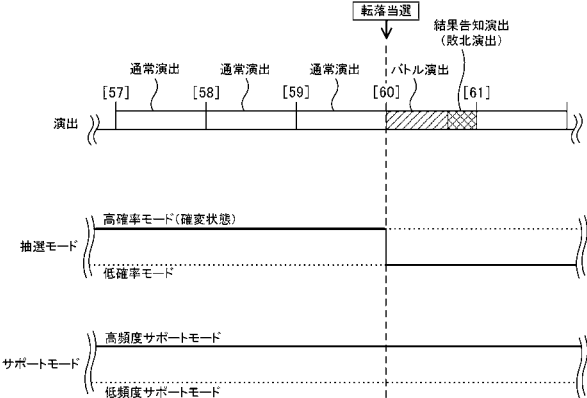 転落当選
結果告知演出
(敗北演出)
通常演出
通常演出
通常演出
バトル演出
[57]
[58]
[59]
[60]
[61]
演出
高確率モード(確変状態)
抽選モード
低確率モード
高頻度サポートモード
サポートモード
低頻度サポートモード